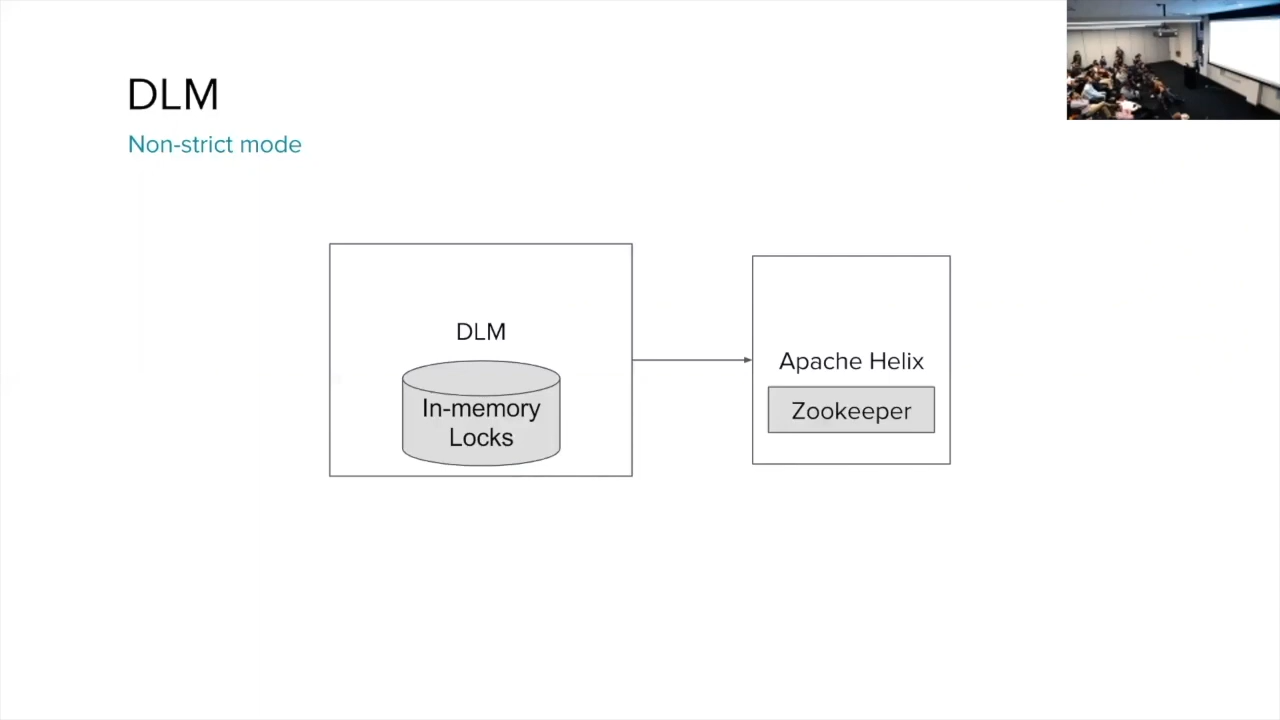 DLM
Non-strict mode
DLM
In-memory
Locks
Apache Helix
Zookeeper